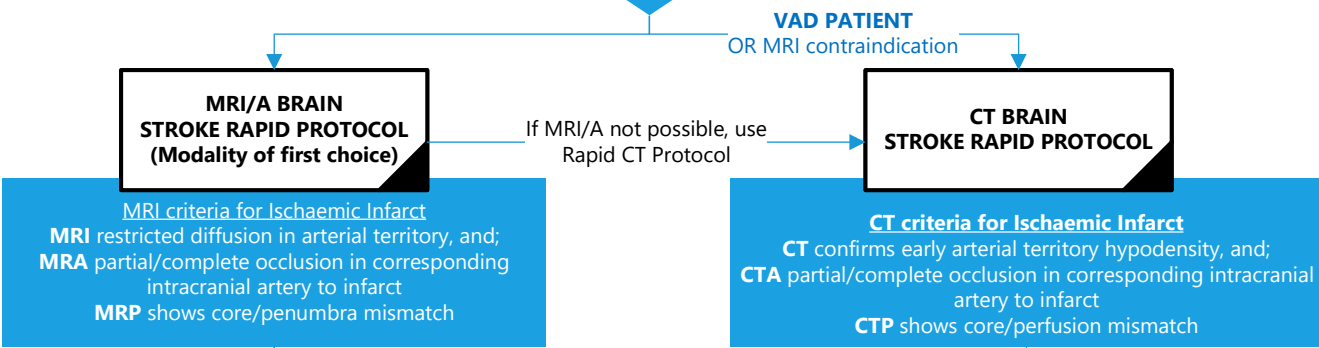 VAD PATIENT
OR MRI contraindication
MRI/A BRAIN
STROKE RAPID PROTOCOL
(Modality of first choice)
If MRI/A not possible, use
Rapid CT Protocol
CT BRAIN
STROKE RAPID PROTOCOL
MRI criteria for Ischaemic Infarct
MRI restricted diffusion in arterial territory, and;
MRA partial/complete occlusion in corresponding
intracranial artery to infarct
MRP shows core/penumbra mismatch
CT criteria for Ischaemic Infarct
CT confirms early arterial territory hypodensity, and;
CTA partial/complete occlusion in corresponding intracranial
artery to infarct
CTP shows core/perfusion mismatch